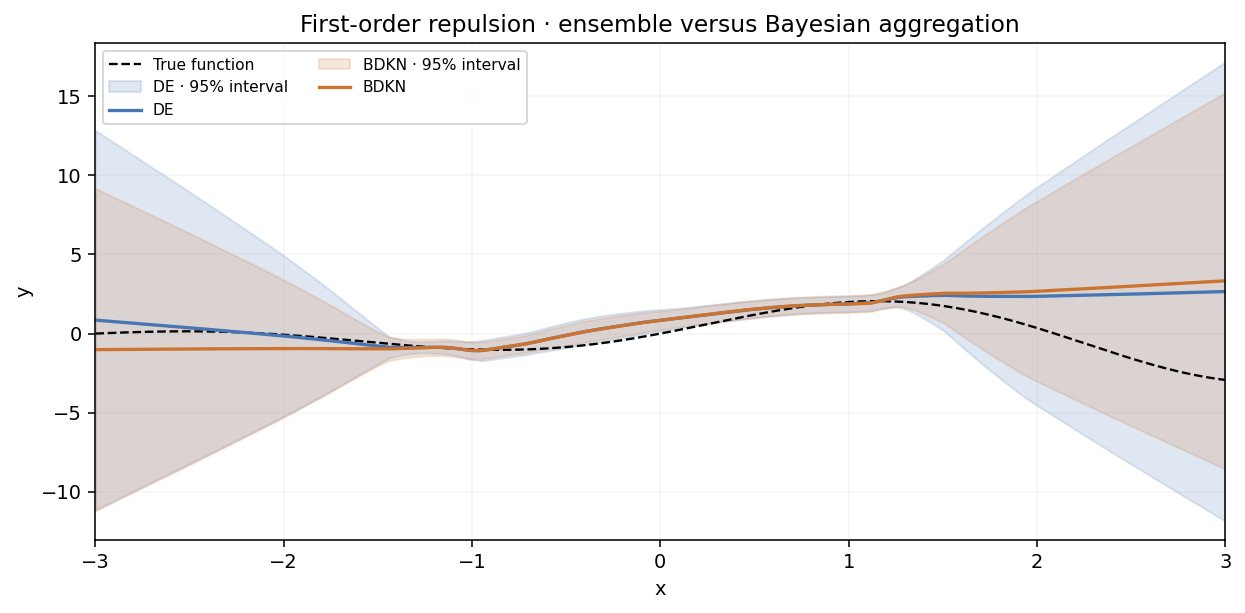 First-order repulsion · ensemble versus Bayesian aggregation
True function
DE · 95% interval
DE
BDKN · 95% interval
BDKN
y
15
10
5
0
−5
−10
−3
−2
−1
0
1
2
3
x